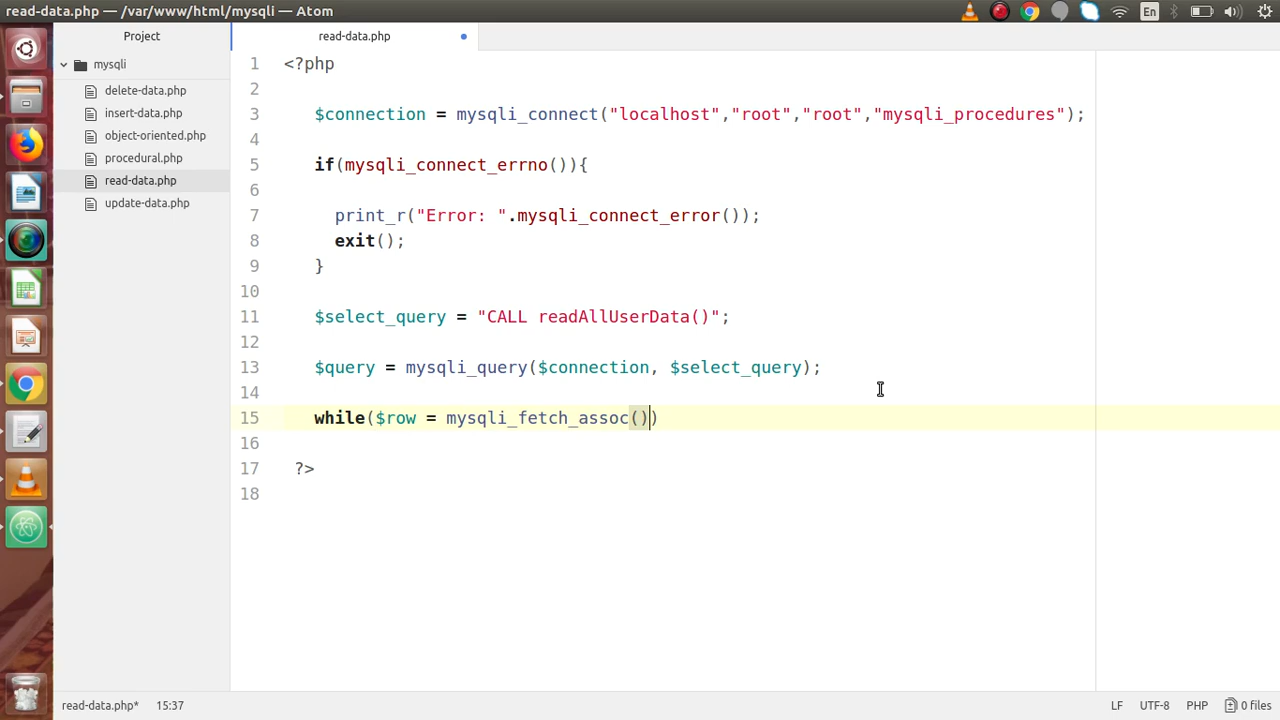 read-data.php — /var/www/html/mysqli — Atom
En
Project
read-data.php
mysqli
delete-data.php
insert-data.php
object-oriented.php
procedural.php
read-data.php
update-data.php
1 <?php
2
3 $connection = mysqli_connect("localhost","root","root","mysqli_procedures");
4
5 if(mysqli_connect_errno()){
6
7 print_r("Error: ".mysqli_connect_error());
8 exit();
9 }
10
11 $select_query = "CALL readAllUserData()";
12
13 $query = mysqli_query($connection, $select_query);
14
15 while($row = mysqli_fetch_assoc())
16
17 ?>
18
read-data.php* 15:37
LF UTF-8 PHP 0 files